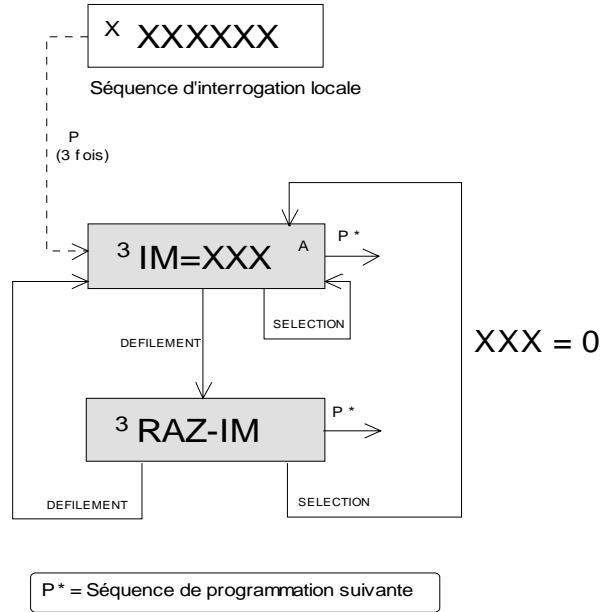 X XXXXXX
Séquence d'interrogation locale
P
(3 fois)
3 IM=XXX A
P *
SELECTION
DEFILEMENT
XXX = 0
3 RAZ-IM
P *
DEFILEMENT
SELECTION
P* = Séquence de programmation suivante